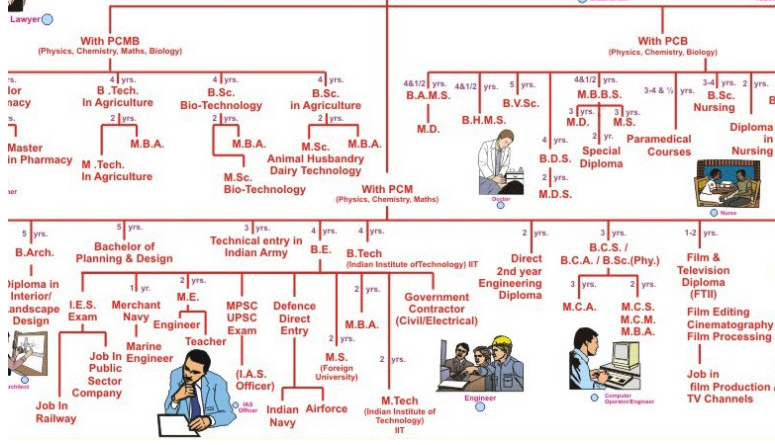 Lawyer
With PCMB
(Physics, Chemistry, Maths, Biology)
With PCB
(Physics, Chemistry, Biology)
4 yrs.
B .Tech.
In Agriculture
2 yrs.
M.B.A.
M .Tech.
In Agriculture
4 yrs.
B.Sc.
Bio-Technology
2 yrs.
M.B.A.
M.Sc.
Bio-Technology
4 yrs.
B.Sc.
in Agriculture
2 yrs.
M.Sc.
Animal Husbandry
Dairy Technology
M.B.A.
Master
in Pharmacy
4&1/2 yrs.
B.A.M.S.
M.D.
4&1/2 yrs.
B.H.M.S.
5 yrs.
B.V.Sc.
4 yrs.
B.D.S.
2 yrs.
M.D.S.
4&1/2 yrs.
M.B.B.S.
3 yrs.
M.D.
M.S.
2 yr.
Special
Diploma
3-4 & ½ yrs.
Paramedical
Courses
3-4 yrs.
B.Sc.
Nursing
2 yrs.
Diploma
in
Nursing
Doctor
Nurse
With PCM
(Physics, Chemistry, Maths)
5 yrs.
B.Arch.
Diploma in
Interior/
Landscape
Design
5 yrs.
Bachelor of
Planning & Design
3 yrs.
Technical entry in
Indian Army
4 yrs.
B.E.
4 yrs.
B.Tech
(Indian Institute ofTechnology) IIT
2 yrs.
Direct
2nd year
Engineering
Diploma
3 yrs.
B.C.S. /
B.C.A. / B.Sc.(Phy.)
3 yrs.
M.C.A.
2 yrs.
M.C.S.
M.C.M.
M.B.A.
1-2 yrs.
Film &
Television
Diploma
(FTII)
Film Editing
Cinematography
Film Processing
Job in
film Production /
TV Channels
I.E.S.
Exam
Job In
Railway
Job In
Public
Sector
Company
1 yr.
Merchant
Navy
Marine
Engineer
2 yrs.
M.E.
Engineer
Teacher
MPSC
UPSC
Exam
(I.A.S.
Officer)
Defence
Direct
Entry
Indian
Navy
Airforce
2 yrs.
M.S.
(Foreign
University)
2 yrs.
M.B.A.
2 yrs.
M.Tech
(Indian Institute of
Technology)
IIT
Government
Contractor
(Civil/Electrical)
IAS
Officer
Engineer
Computer
Operator/Engineer